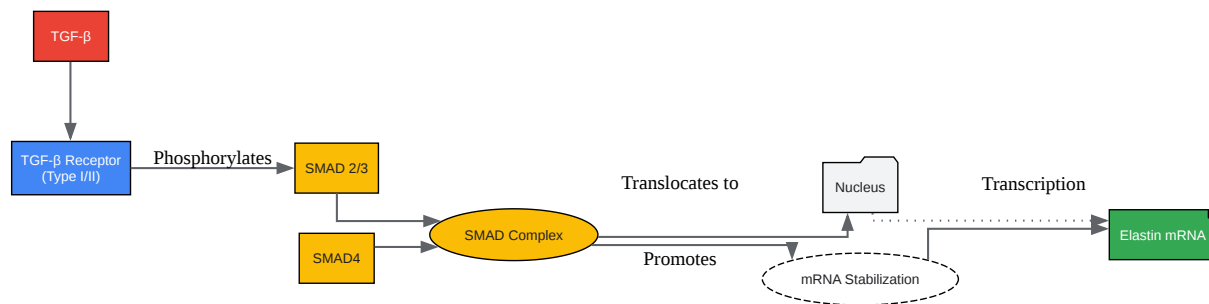 TGF-β
TGF-β Receptor
(Type I/II)
Phosphorylates
SMAD 2/3
SMAD4
SMAD Complex
Translocates to
Promotes
Nucleus
mRNA Stabilization
Transcription
Elastin mRNA